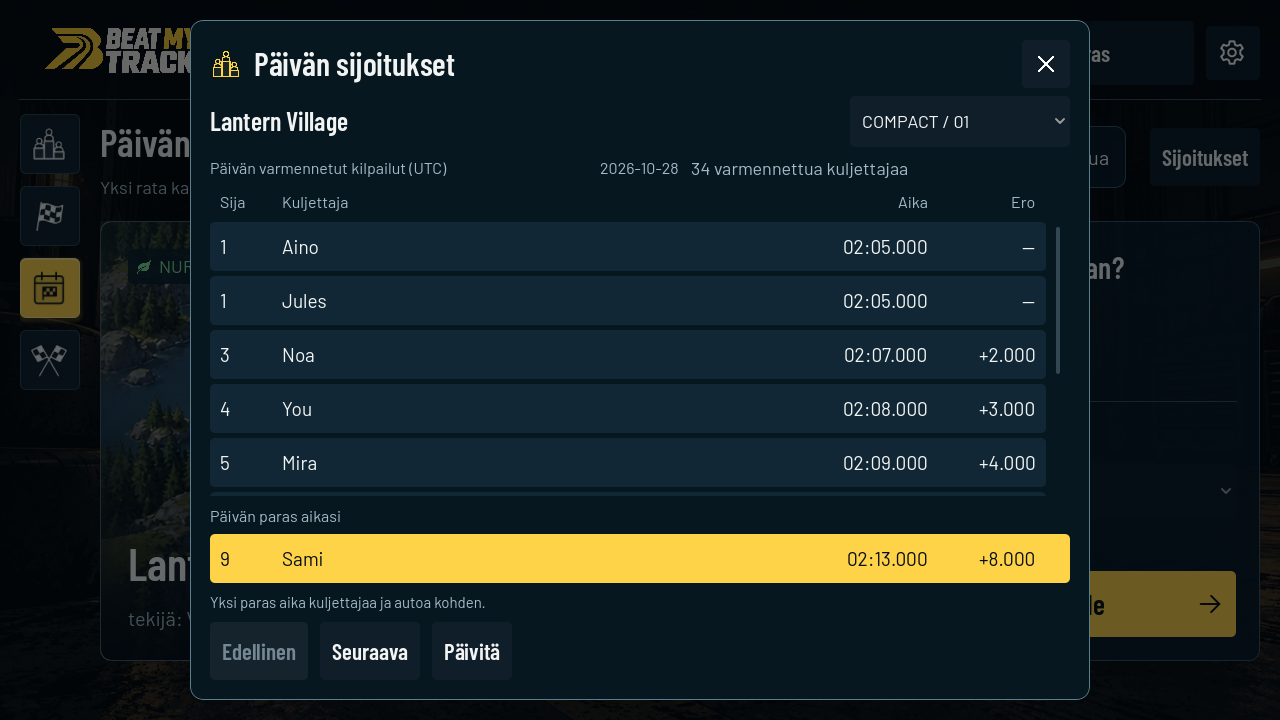 BEAT MY
TRACK
Päivän sijoitukset
Lantern Village
COMPACT / 01
Päivän varmennetut kilpailut (UTC)
2026-10-28
34 varmennettua kuljettajaa
Sijoitukset
Sija Kuljettaja Aika Ero
1 Aino 02:05.000 —
1 Jules 02:05.000 —
3 Noa 02:07.000 +2.000
4 You 02:08.000 +3.000
5 Mira 02:09.000 +4.000
Päivän paras aikasi
9 Sami 02:13.000 +8.000
Yksi paras aika kuljettajaa ja autoa kohden.
Edellinen Seuraava Päivitä
Päivän
Yksi rata
tekijä: